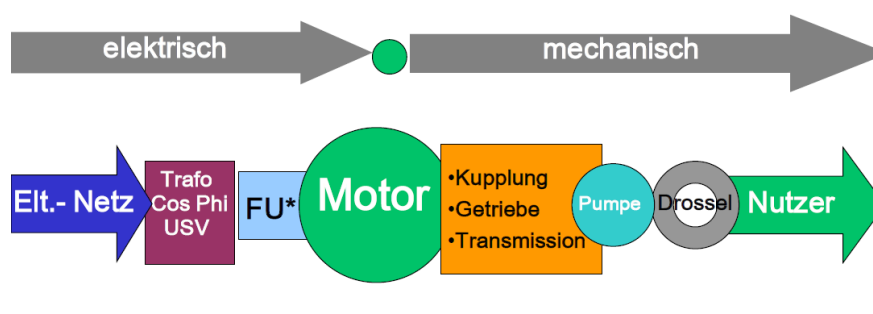 elektrisch
mechanisch
Elt.- Netz
Trafo
Cos Phi
USV
FU*
Motor
•Kupplung
•Getriebe
•Transmission
Pumpe
Drossel
Nutzer